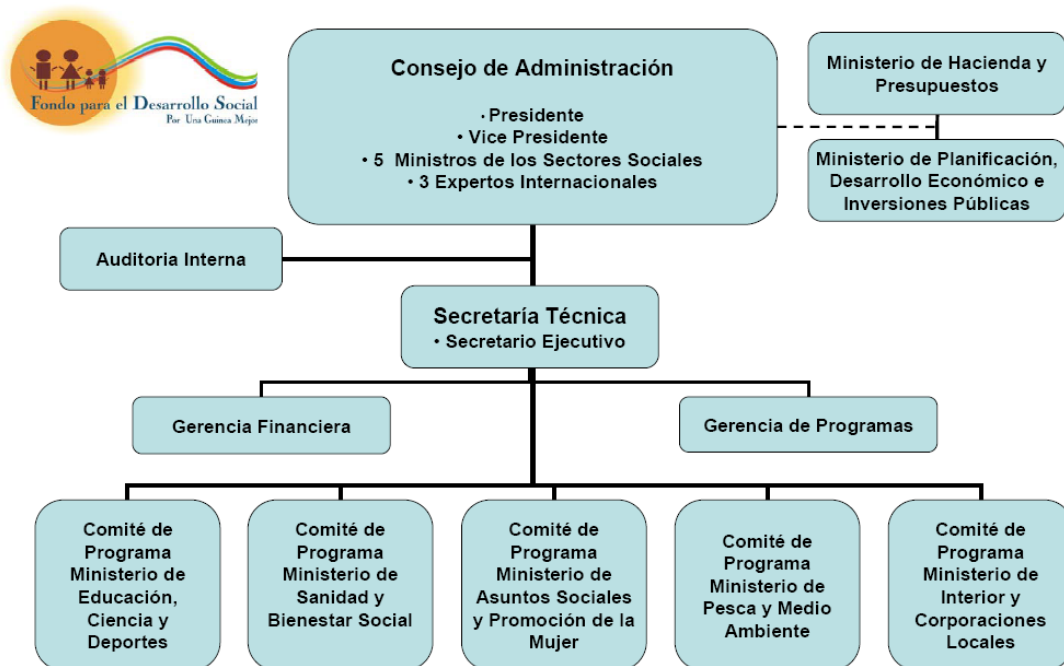 Fondo para el Desarrollo Social
Por Una Guinea Mejor
Consejo de Administración
· Presidente
• Vice Presidente
• 5 Ministros de los Sectores Sociales
• 3 Expertos Internacionales
Ministerio de Hacienda y
Presupuestos
Ministerio de Planificación,
Desarrollo Económico e
Inversiones Públicas
Auditoria Interna
Secretaría Técnica
• Secretario Ejecutivo
Gerencia Financiera
Gerencia de Programas
Comité de
Programa
Ministerio de
Educación,
Ciencia y
Deportes
Comité de
Programa
Ministerio de
Sanidad y
Bienestar Social
Comité de
Programa
Ministerio de
Asuntos Sociales
y Promoción de la
Mujer
Comité de
Programa
Ministerio de
Pesca y Medio
Ambiente
Comité de
Programa
Ministerio de
Interior y
Corporaciones
Locales